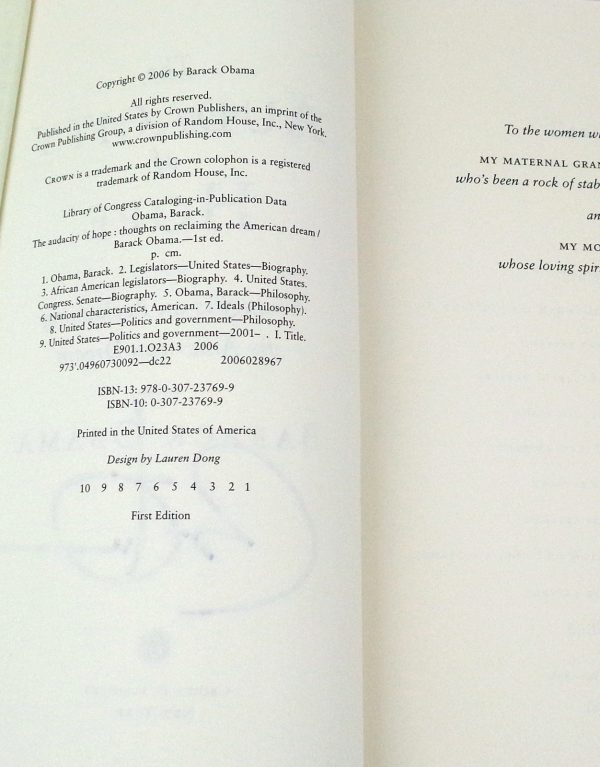 Copyright © 2006 by Barack Obama
All rights reserved.
Published in the United States by Crown Publishers, an imprint of the
Crown Publishing Group, a division of Random House, Inc., New York.
www.crownpublishing.com
CROWN is a trademark and the Crown colophon is a registered
trademark of Random House, Inc.
Library of Congress Cataloging-in-Publication Data
Obama, Barack.
The audacity of hope : thoughts on reclaiming the American dream /
Barack Obama.—1st ed.
p. cm.
1. Obama, Barack. 2. Legislators—United States—Biography.
3. African American legislators—Biography. 4. United States.
Congress. Senate—Biography. 5. Obama, Barack—Philosophy.
6. National characteristics, American. 7. Ideals (Philosophy).
8. United States—Politics and government—Philosophy.
9. United States—Politics and government—2001– . I. Title.
E901.1.O23A3 2006
973'.04960730092—dc22 2006028967
ISBN-13: 978-0-307-23769-9
ISBN-10: 0-307-23769-9
Printed in the United States of America
Design by Lauren Dong
10 9 8 7 6 5 4 3 2 1
First Edition
To the women
MY MATERNAL
who's been a rock of
MY
whose loving